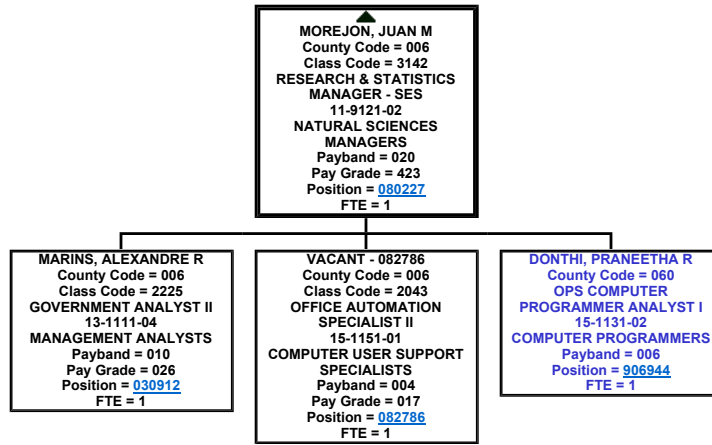 MOREJON, JUAN M
County Code = 006
Class Code = 3142
RESEARCH & STATISTICS
MANAGER - SES
11-9121-02
NATURAL SCIENCES
MANAGERS
Payband = 020
Pay Grade = 423
Position = 080227
FTE = 1
MARINS, ALEXANDRE R
County Code = 006
Class Code = 2225
GOVERNMENT ANALYST II
13-1111-04
MANAGEMENT ANALYSTS
Payband = 010
Pay Grade = 026
Position = 030912
FTE = 1
VACANT - 082786
County Code = 006
Class Code = 2043
OFFICE AUTOMATION
SPECIALIST II
15-1151-01
COMPUTER USER SUPPORT
SPECIALISTS
Payband = 004
Pay Grade = 017
Position = 082786
FTE = 1
DONTHI, PRANEETHA R
County Code = 060
OPS COMPUTER
PROGRAMMER ANALYST I
15-1131-02
COMPUTER PROGRAMMERS
Payband = 006
Position = 906944
FTE = 1